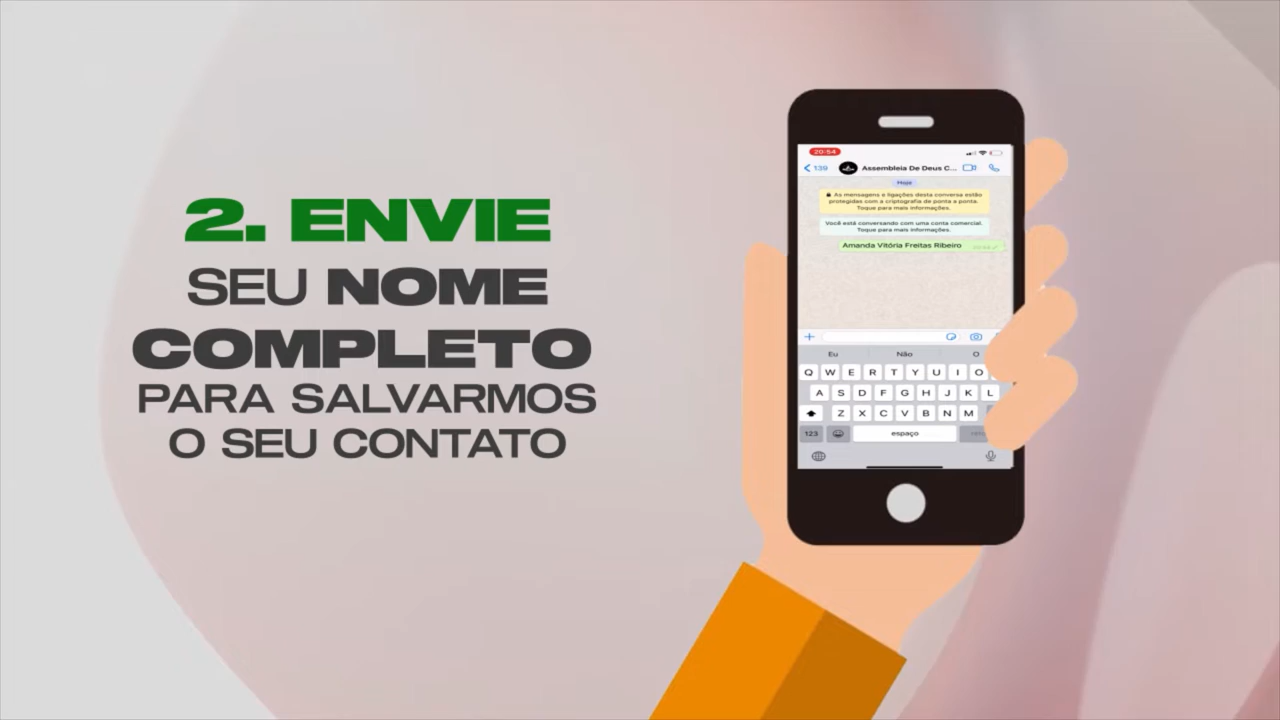 2. ENVIE
SEU NOME
COMPLETO
PARA SALVARMOS
O SEU CONTATO
20:54
139
Assembleia De Deus C...
Hoje
As mensagens e ligações desta conversa estão
protegidas com a criptografia de ponta a ponta.
Toque para mais informações.
Você está conversando com uma conta comercial.
Toque para mais informações.
Amanda Vitória Freitas Ribeiro
Eu Não O
Q W E R T Y U I O
A S D F G H J K L
Z X C V B N M
123 espaço